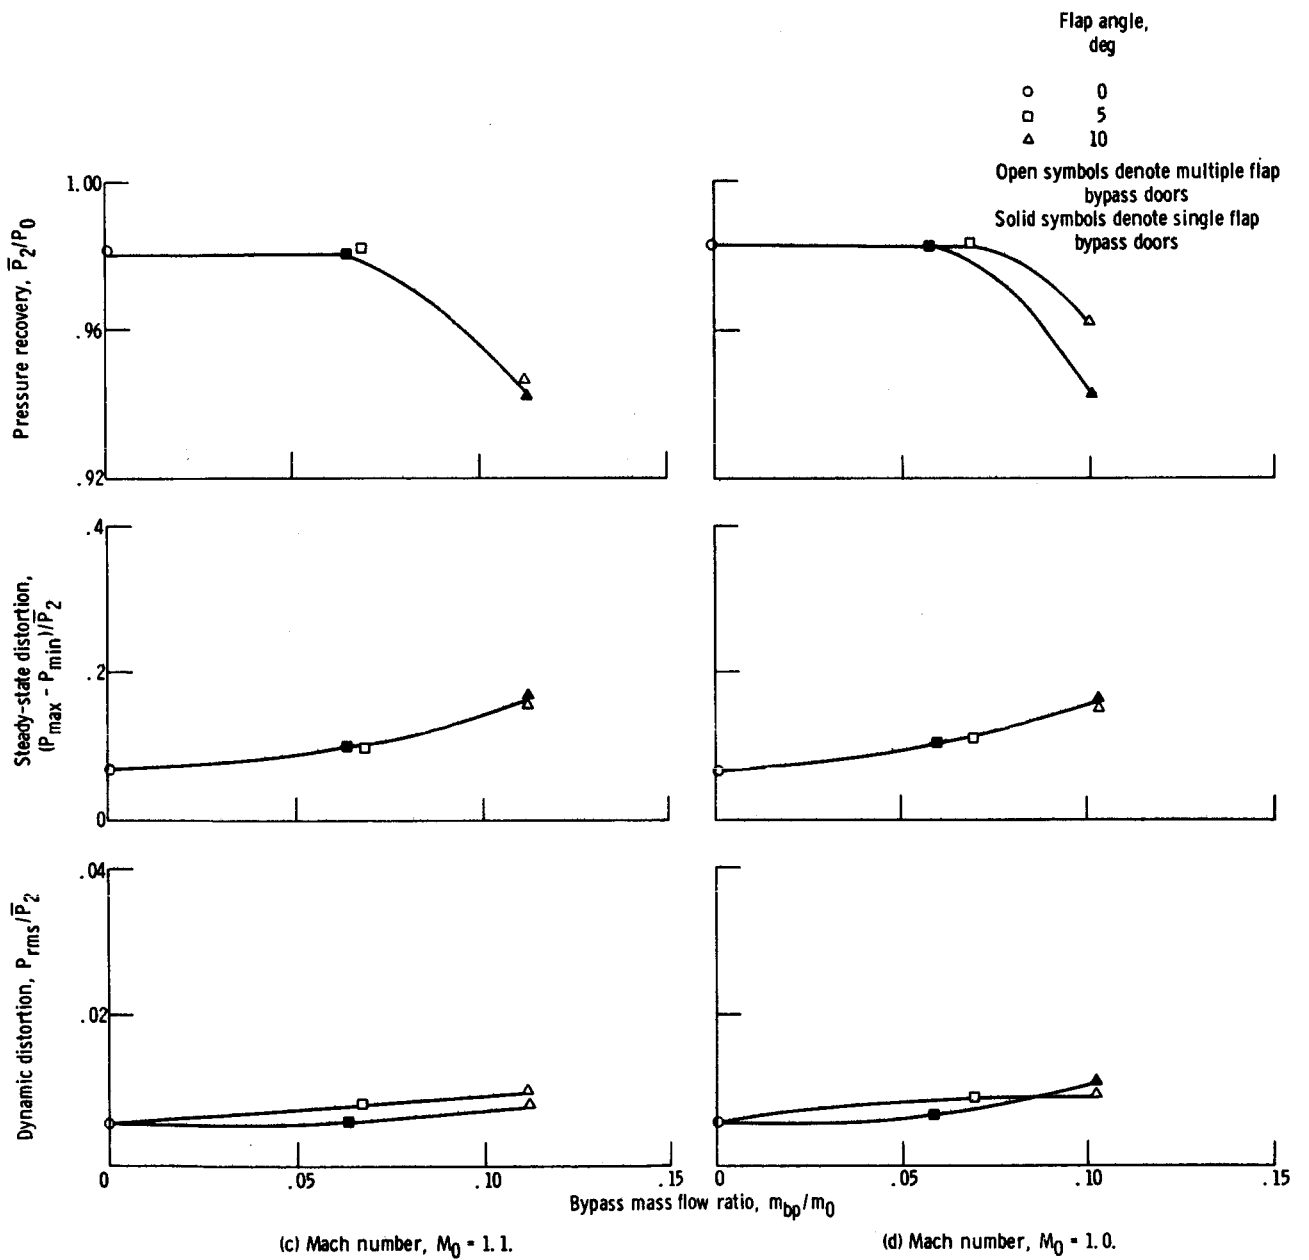 Flap angle,
deg
0
5
10
Open symbols denote multiple flap
bypass doors
Solid symbols denote single flap
bypass doors
Pressure recovery, P̅2/P0
1.00
.96
.92
Steady-state distortion,
(Pmax - Pmin)/P̅2
.4
.2
0
Dynamic distortion, Prms/P̅2
.04
.02
0 .05 .10 .15 0 .05 .10 .15
Bypass mass flow ratio, mbp/m0
(c) Mach number, M0 = 1.1.
(d) Mach number, M0 = 1.0.